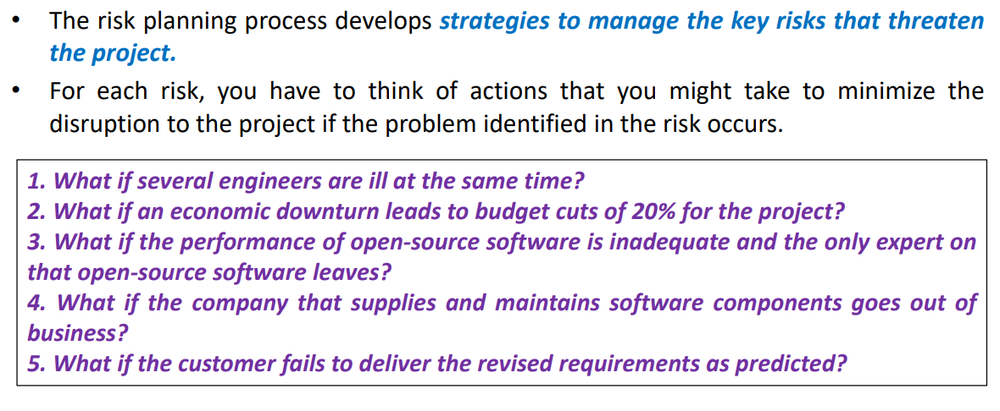 • The risk planning process develops strategies to manage the key risks that threaten
the project.
• For each risk, you have to think of actions that you might take to minimize the
disruption to the project if the problem identified in the risk occurs.
1. What if several engineers are ill at the same time?
2. What if an economic downturn leads to budget cuts of 20% for the project?
3. What if the performance of open-source software is inadequate and the only expert on
that open-source software leaves?
4. What if the company that supplies and maintains software components goes out of
business?
5. What if the customer fails to deliver the revised requirements as predicted?